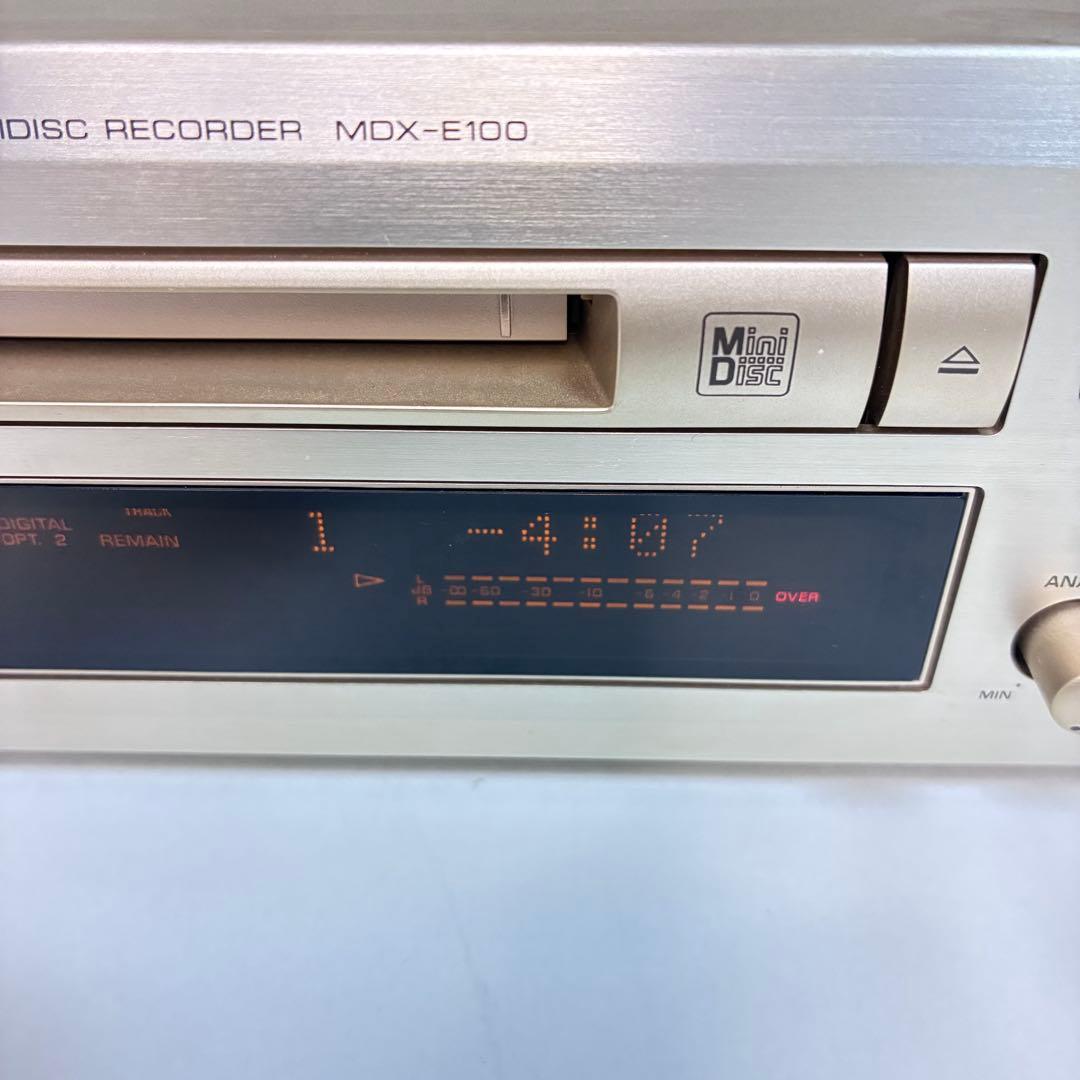 IDISC RECORDER MDX-E100
Mini
Disc
DIGITAL TRACK
OPT. 2 REMAIN 1 -4:07
L
dB -∞ -60 -30 -10 -6 -4 -2 -1 0 OVER
R
ANA
MIN